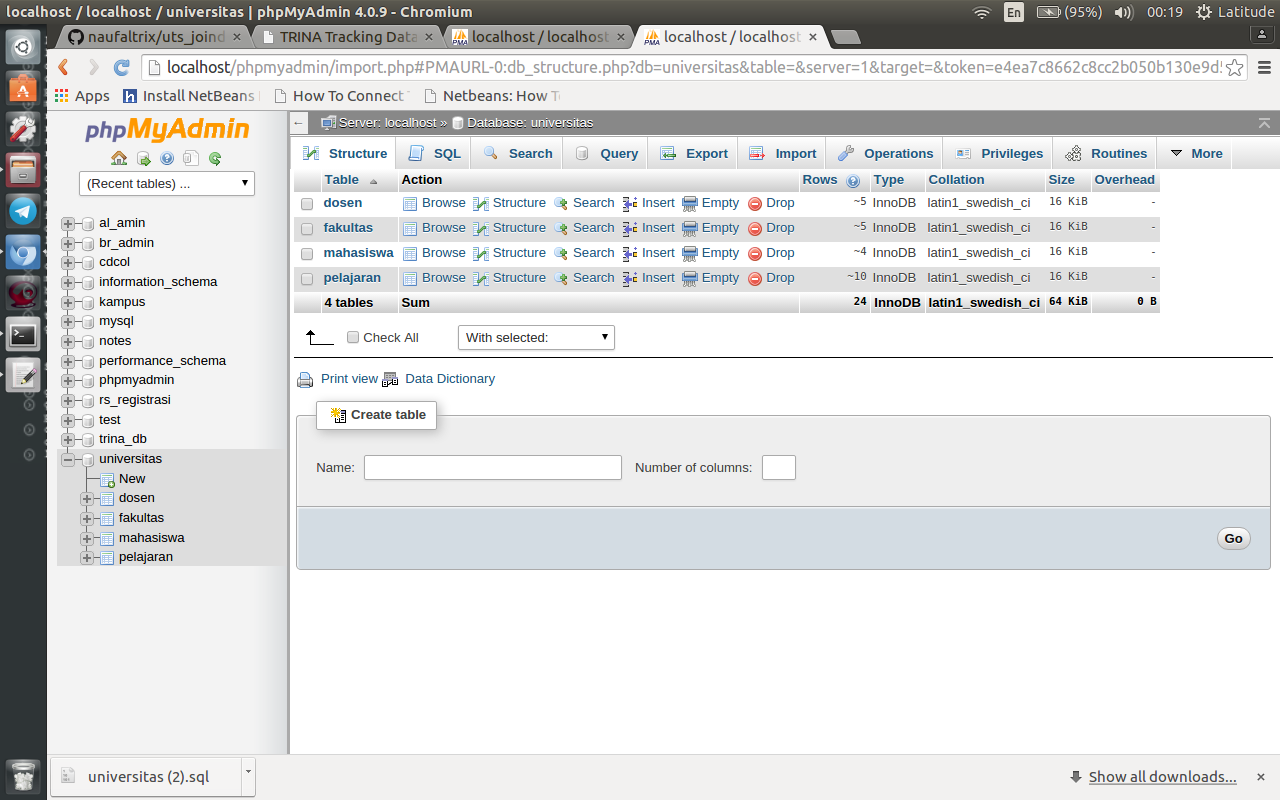 localhost / localhost / universitas | phpMyAdmin 4.0.9 - Chromium En (95%) 00:19 Latitude
naufaltrix/uts_joind × TRINA Tracking Data × localhost / localhost × localhost / localhost ×
localhost/phpmyadmin/import.php#PMAURL-0:db_structure.php?db=universitas&table=&server=1&target=&token=e4ea7c8662c8cc2b050b130e9d
Apps Install NetBeans How To Connect Netbeans: How T
phpMyAdmin
(Recent tables) ...
al_amin
br_admin
cdcol
information_schema
kampus
mysql
notes
performance_schema
phpmyadmin
rs_registrasi
test
trina_db
universitas
New
dosen
fakultas
mahasiswa
pelajaran
Server: localhost » Database: universitas
Structure SQL Search Query Export Import Operations Privileges Routines More
Table Action Rows Type Collation Size Overhead
dosen Browse Structure Search Insert Empty Drop ~5 InnoDB latin1_swedish_ci 16 KiB -
fakultas Browse Structure Search Insert Empty Drop ~5 InnoDB latin1_swedish_ci 16 KiB -
mahasiswa Browse Structure Search Insert Empty Drop ~4 InnoDB latin1_swedish_ci 16 KiB -
pelajaran Browse Structure Search Insert Empty Drop ~10 InnoDB latin1_swedish_ci 16 KiB -
4 tables Sum 24 InnoDB latin1_swedish_ci 64 KiB 0 B
Check All With selected:
Print view Data Dictionary
Create table
Name: Number of columns:
Go
universitas (2).sql Show all downloads... ×